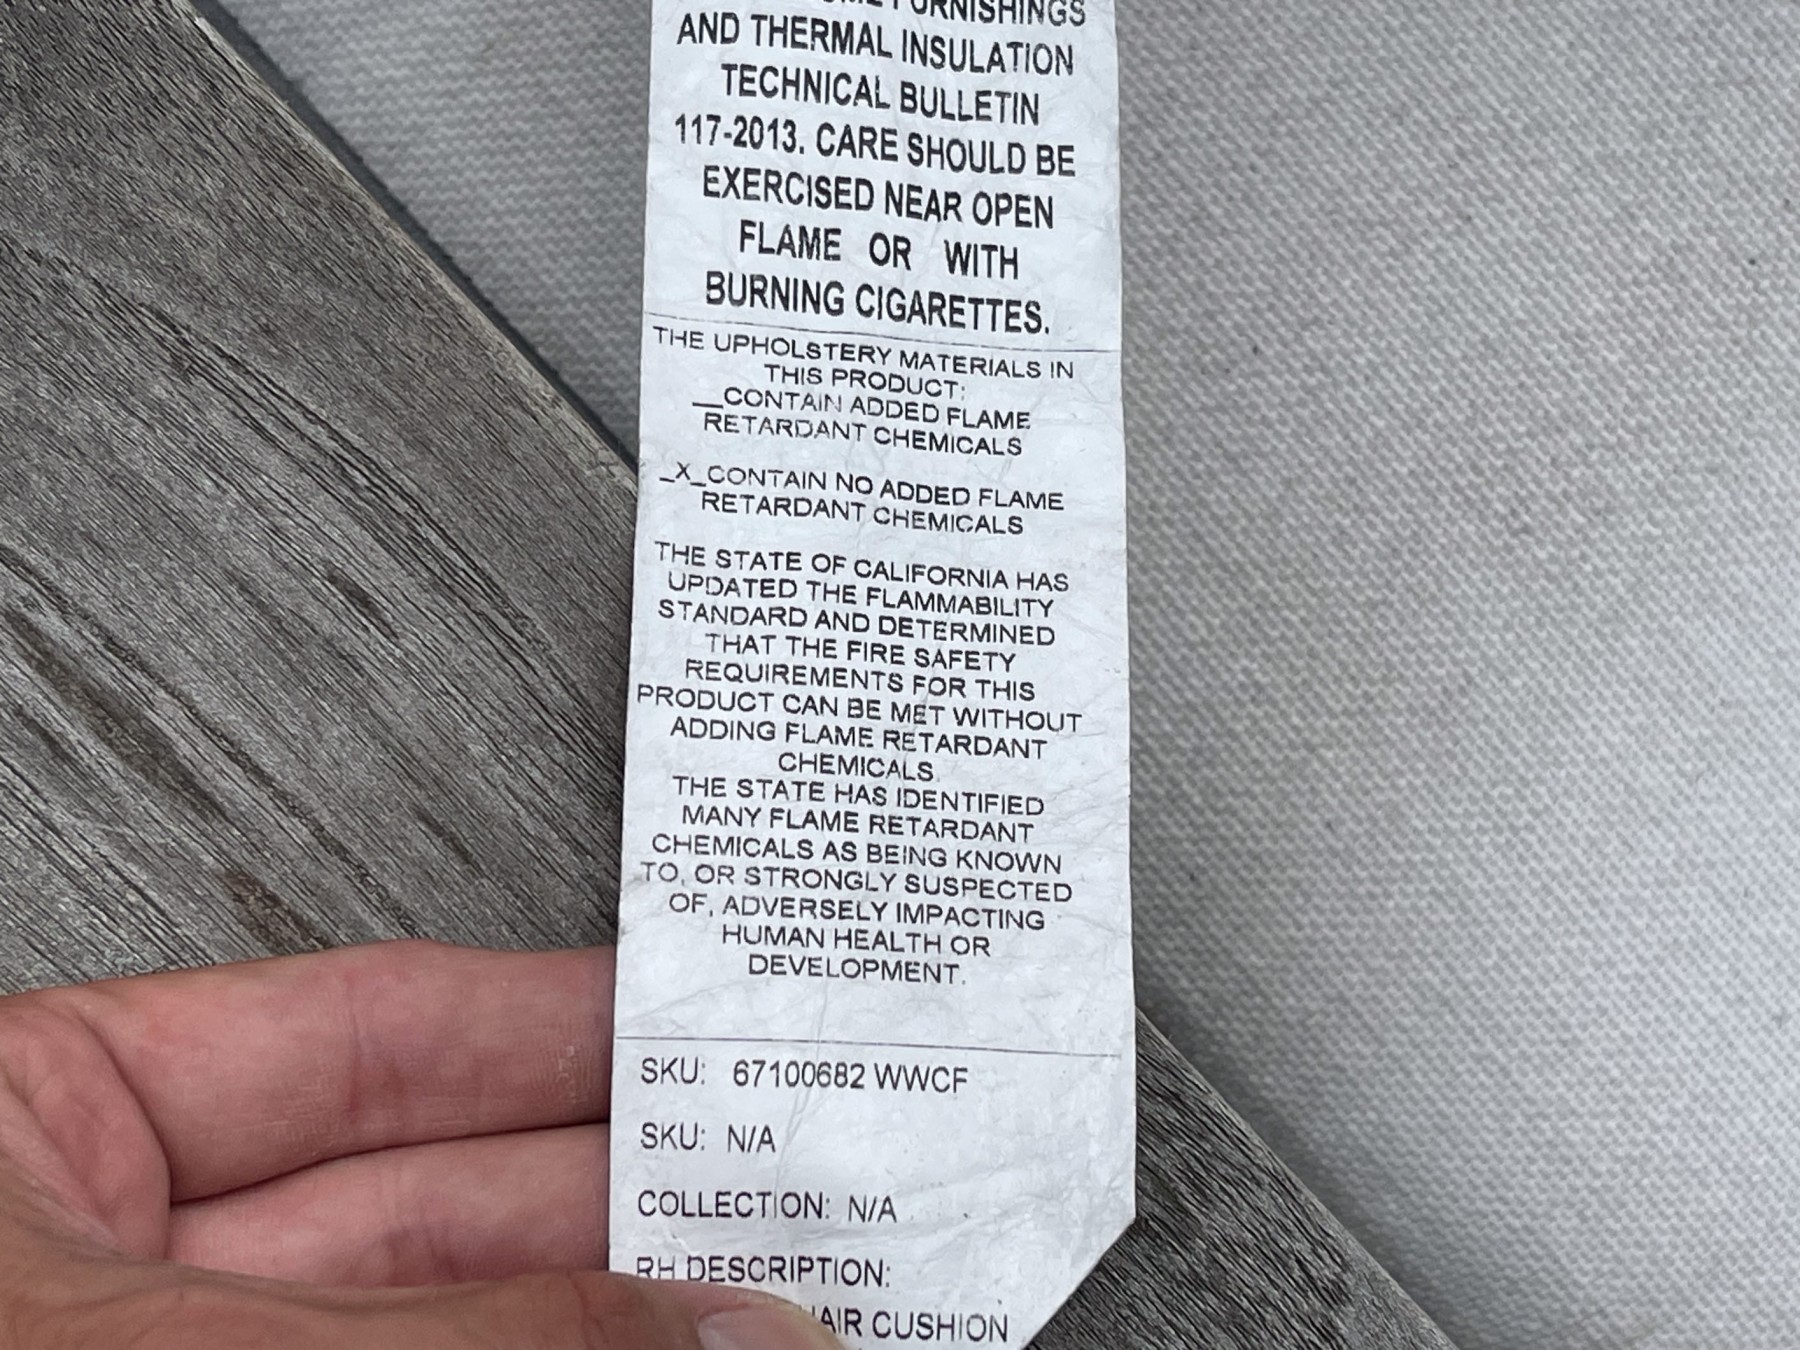 FURNISHINGS
AND THERMAL INSULATION
TECHNICAL BULLETIN
117-2013. CARE SHOULD BE
EXERCISED NEAR OPEN
FLAME OR WITH
BURNING CIGARETTES.
THE UPHOLSTERY MATERIALS IN
THIS PRODUCT:
__CONTAIN ADDED FLAME
RETARDANT CHEMICALS
_X_CONTAIN NO ADDED FLAME
RETARDANT CHEMICALS
THE STATE OF CALIFORNIA HAS
UPDATED THE FLAMMABILITY
STANDARD AND DETERMINED
THAT THE FIRE SAFETY
REQUIREMENTS FOR THIS
PRODUCT CAN BE MET WITHOUT
ADDING FLAME RETARDANT
CHEMICALS.
THE STATE HAS IDENTIFIED
MANY FLAME RETARDANT
CHEMICALS AS BEING KNOWN
TO, OR STRONGLY SUSPECTED
OF, ADVERSELY IMPACTING
HUMAN HEALTH OR
DEVELOPMENT.
SKU: 67100682 WWCF
SKU: N/A
COLLECTION: N/A
RH DESCRIPTION:
CUSHION